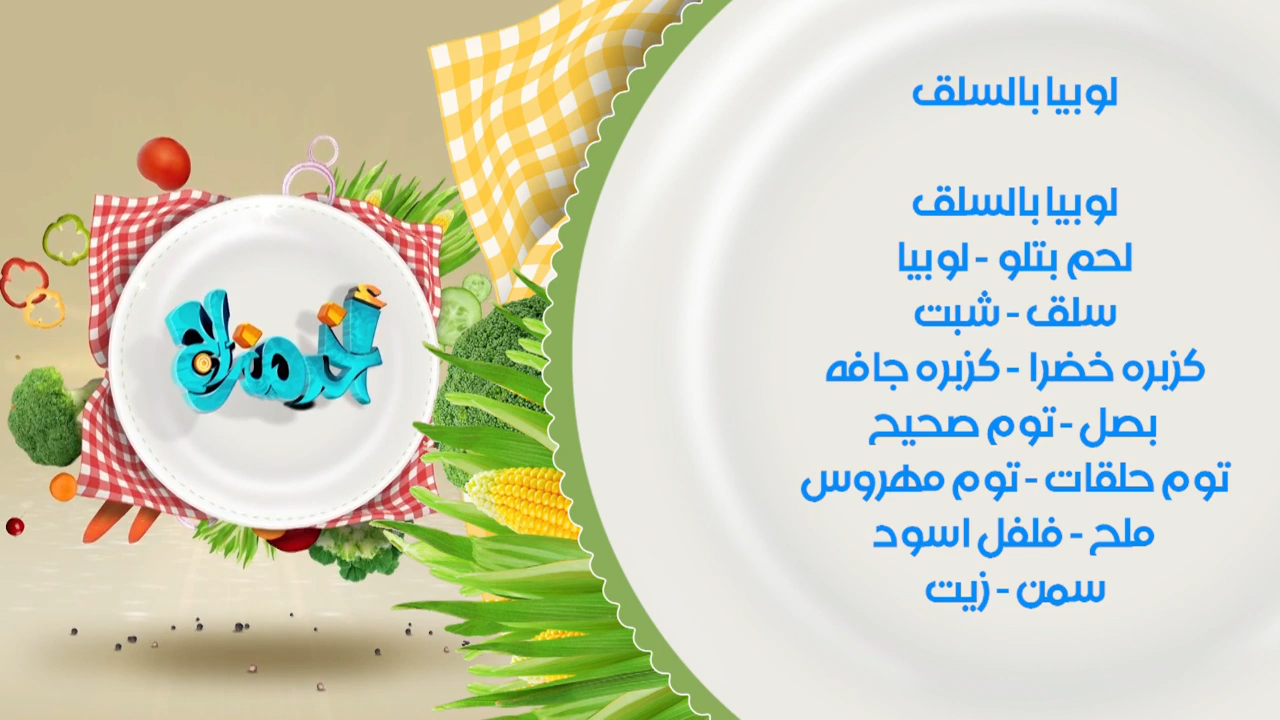 لوبيا بالسلق
لوبيا بالسلق
لحم بتلو - لوبيا
سلق - شبت
كزبره خضرا - كزبره جافه
بصل - توم صحيح
توم حلقات - توم مهروس
ملح - فلفل اسود
سمن - زيت